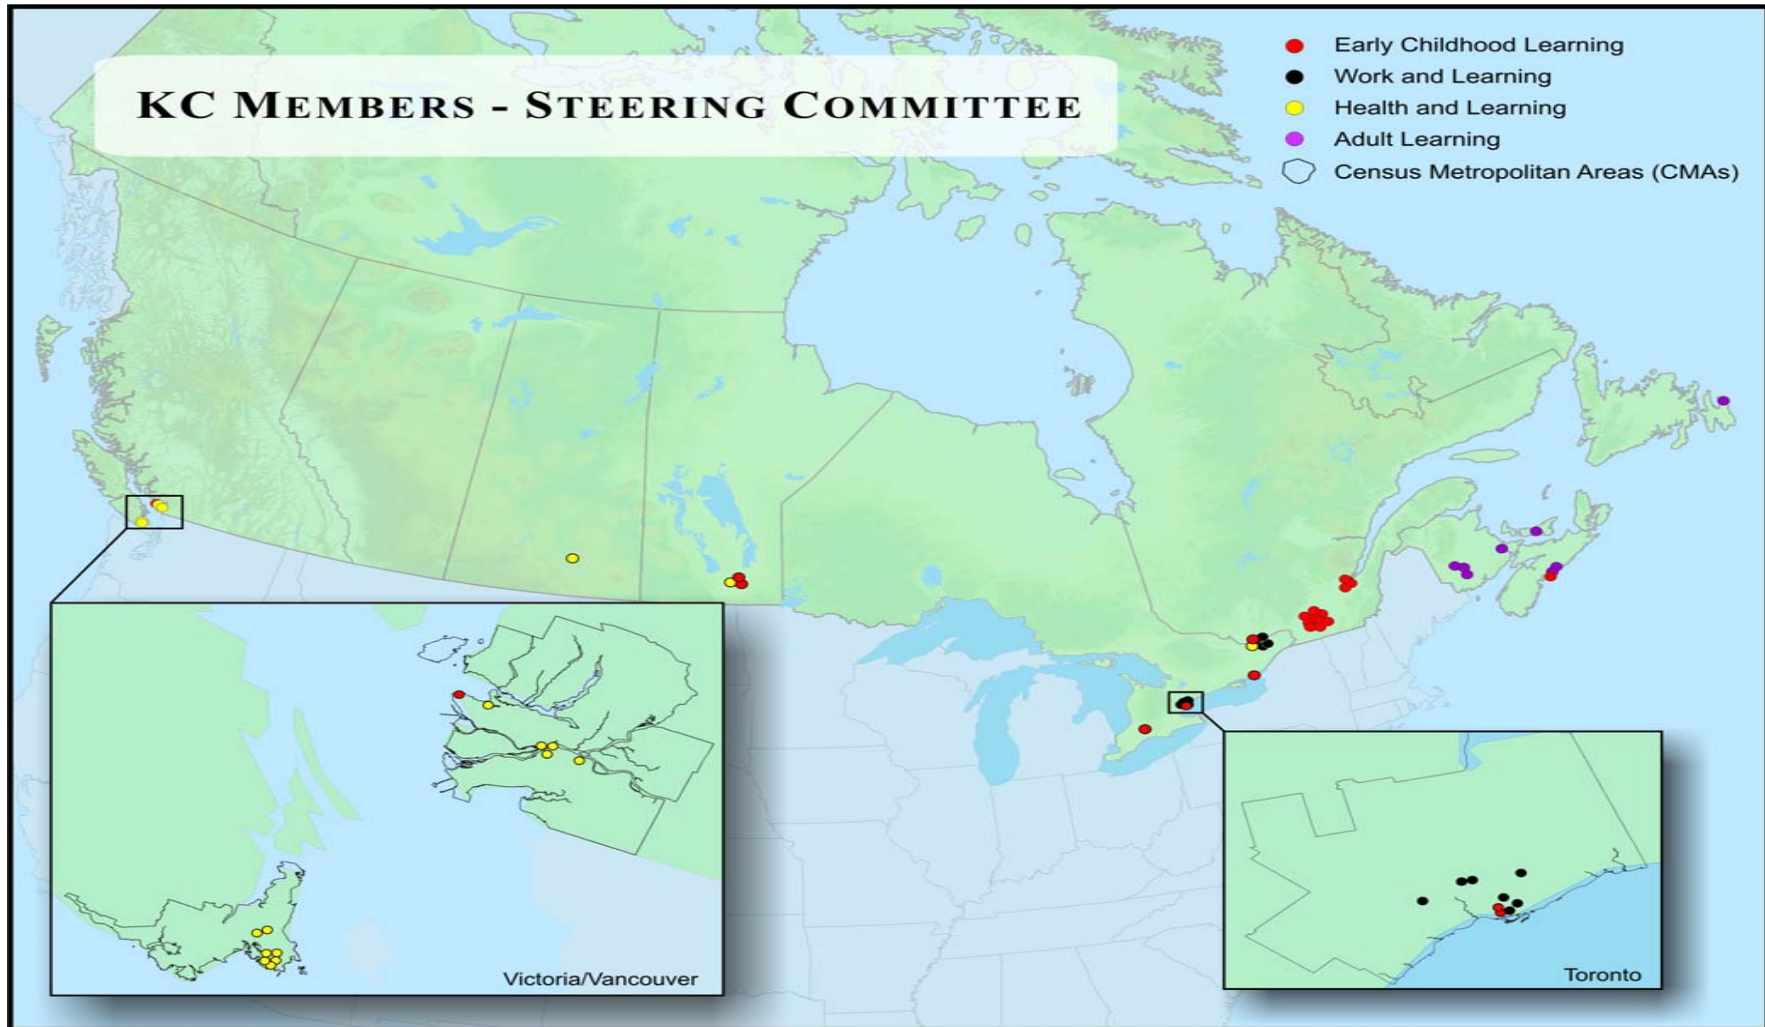 KC MEMBERS - STEERING COMMITTEE
Early Childhood Learning
Work and Learning
Health and Learning
Adult Learning
Census Metropolitan Areas (CMAs)
Victoria/Vancouver
Toronto